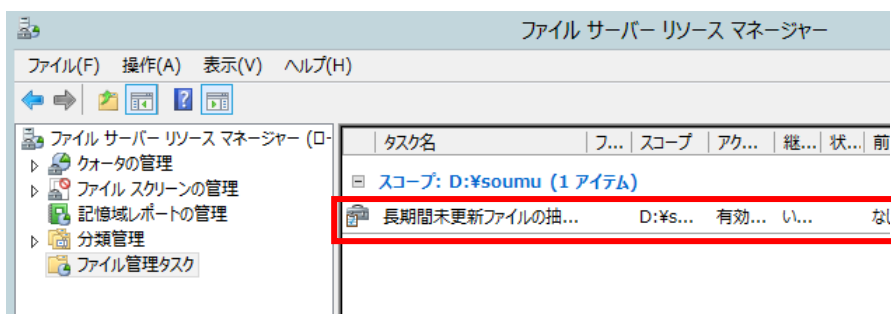 ファイル サーバー リソース マネージャー
ファイル(F) 操作(A) 表示(V) ヘルプ(H)
ファイル サーバー リソース マネージャー (ロ-
クォータの管理
ファイル スクリーンの管理
記憶域レポートの管理
分類管理
ファイル管理タスク
タスク名 フ... スコープ アク... 継... 状... 前
スコープ: D:¥soumu (1 アイテム)
長期間未更新ファイルの抽... D:¥s... 有効... い... なし